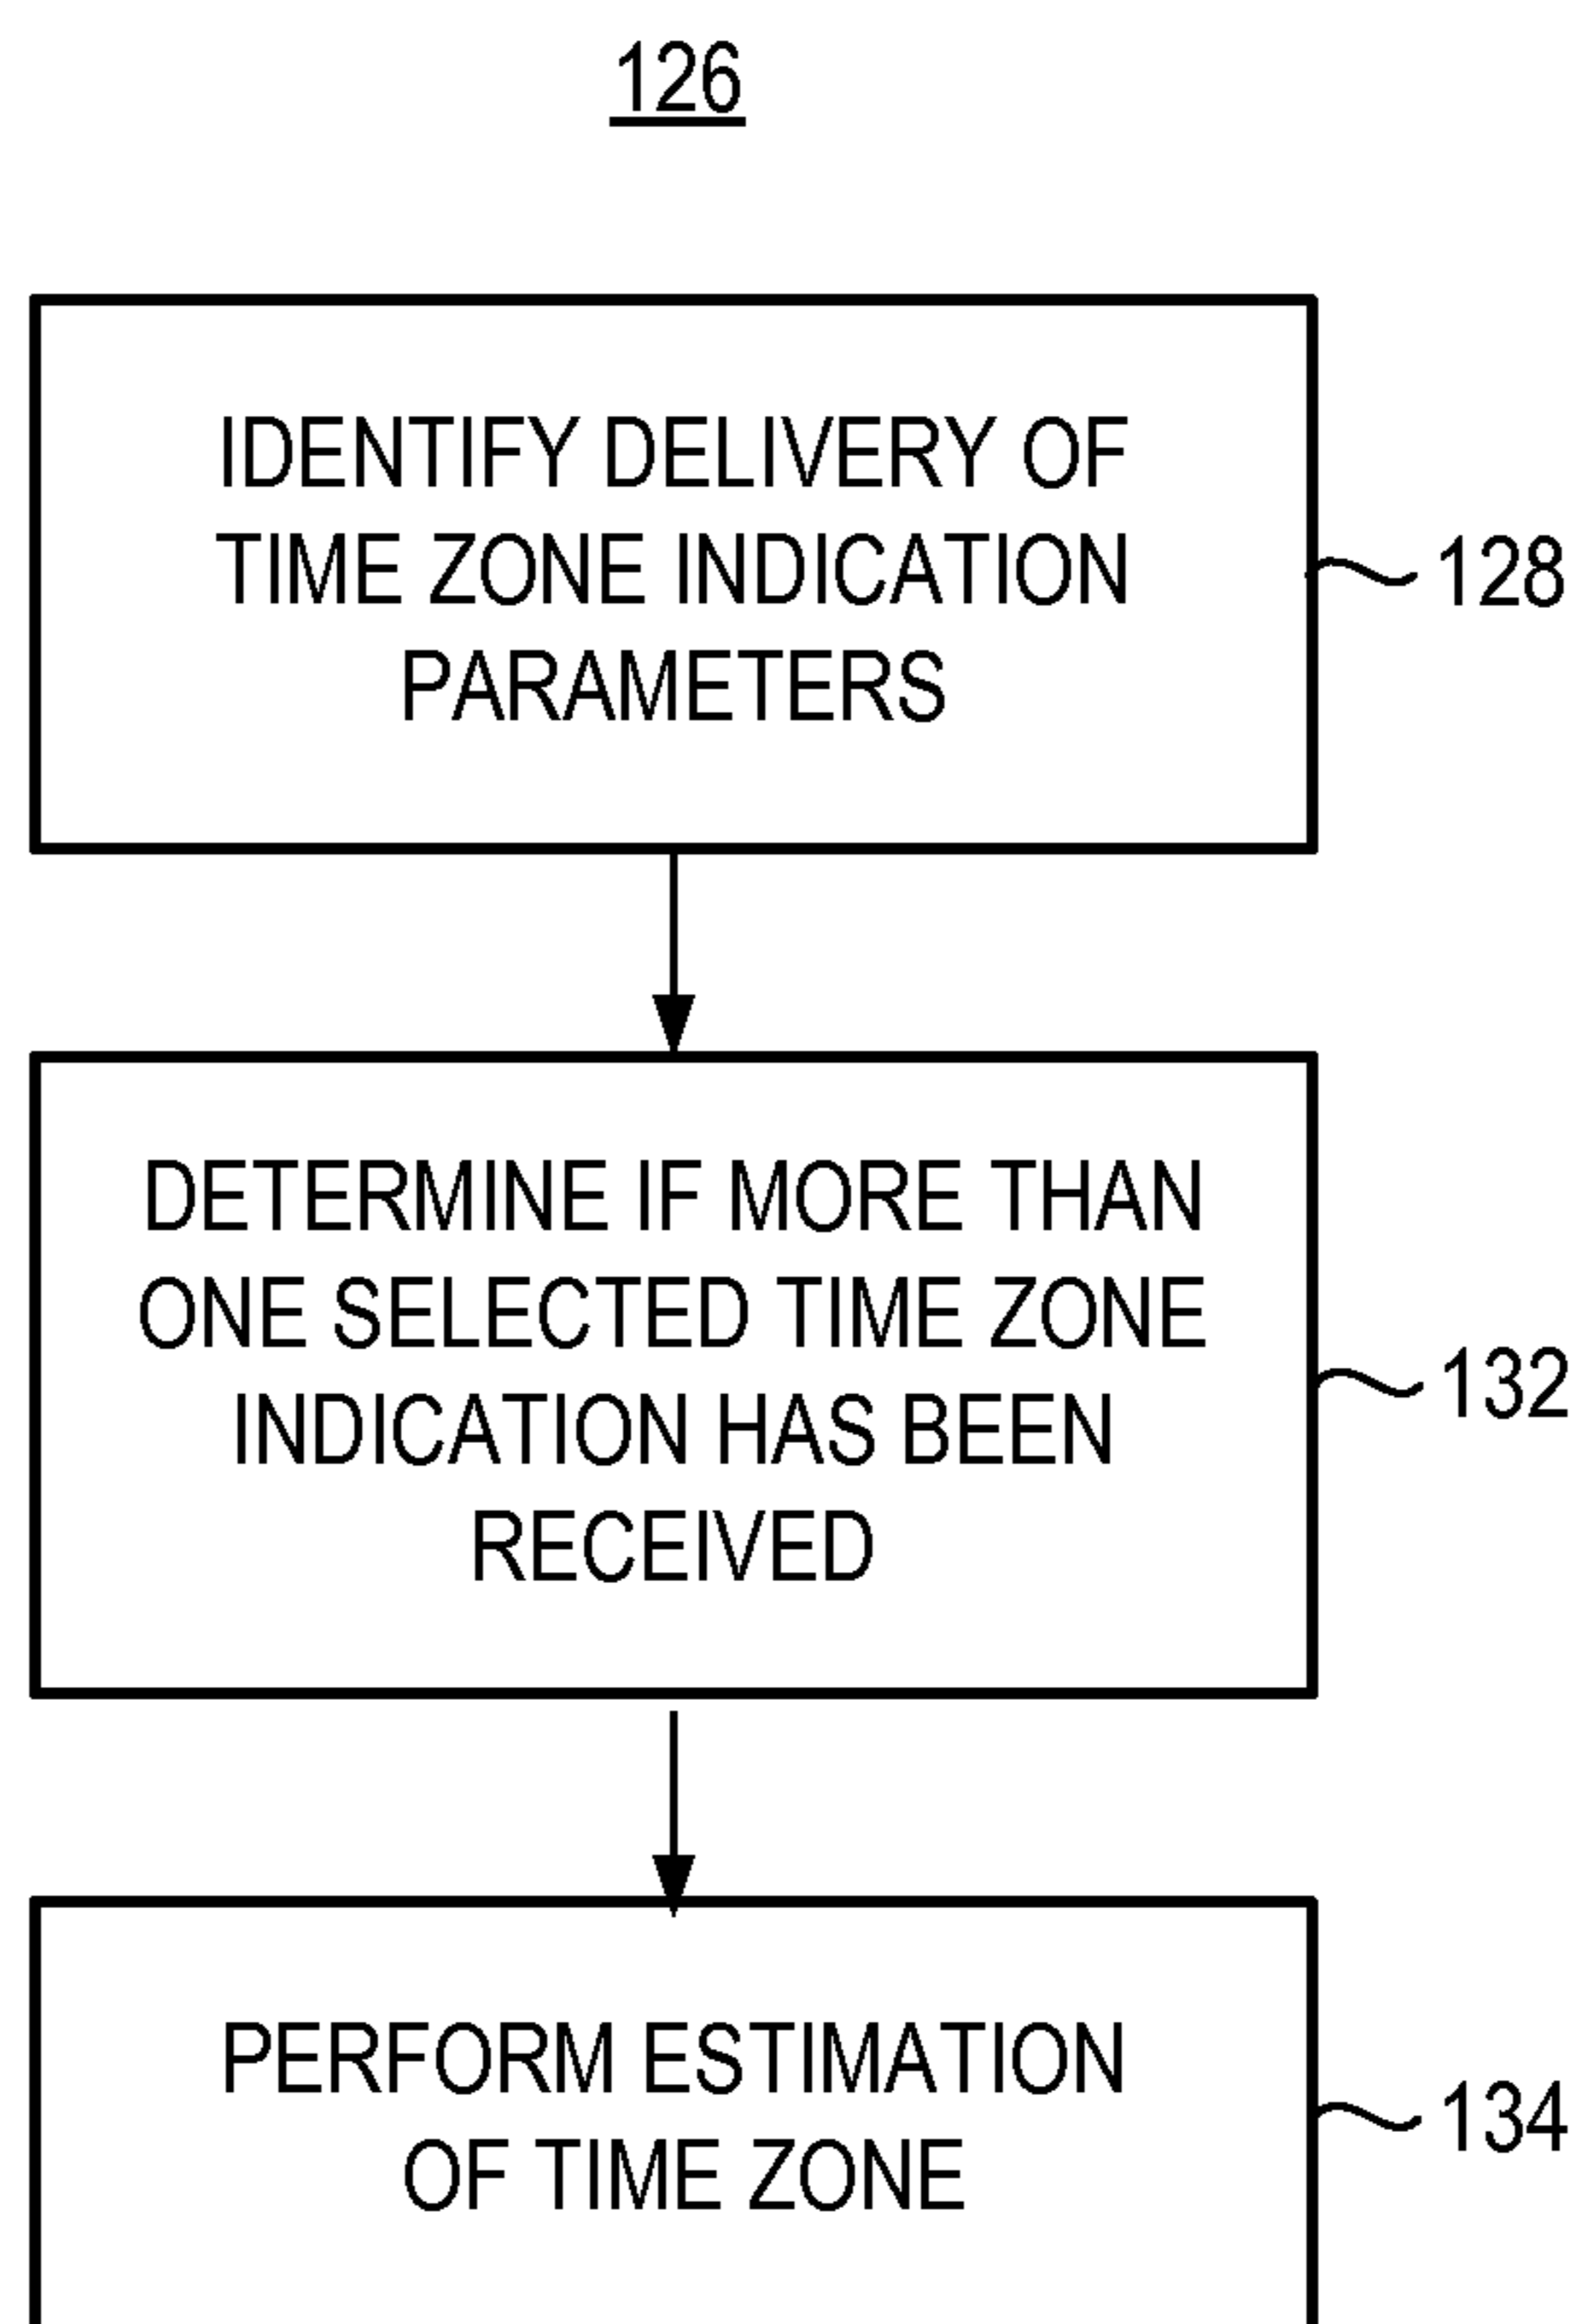 126
IDENTIFY DELIVERY OF
TIME ZONE INDICATION
PARAMETERS
128
DETERMINE IF MORE THAN
ONE SELECTED TIME ZONE
INDICATION HAS BEEN
RECEIVED
132
PERFORM ESTIMATION
OF TIME ZONE
134